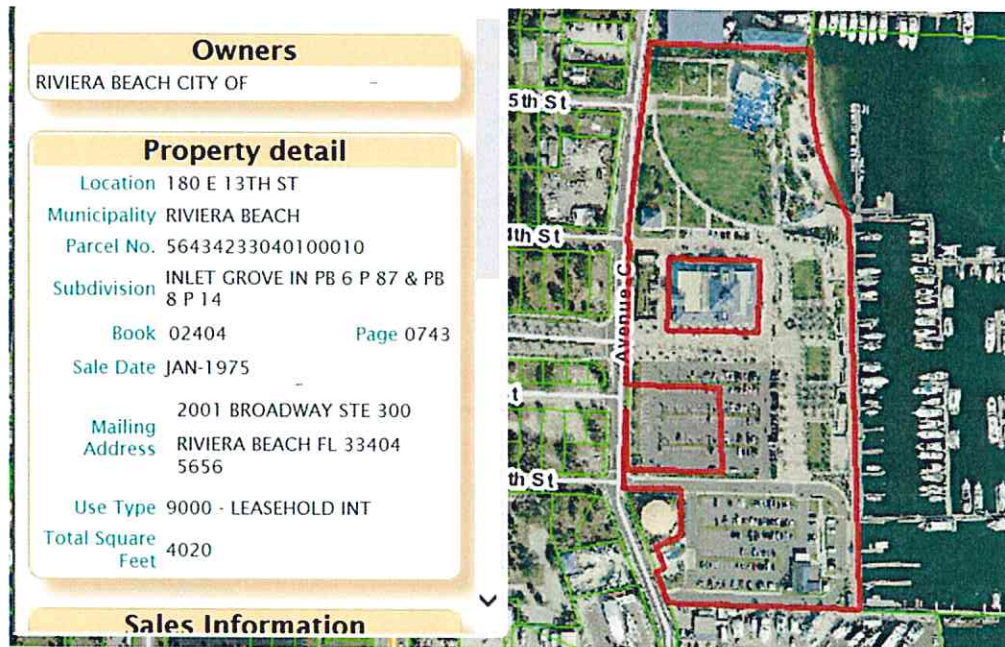 Owners
RIVIERA BEACH CITY OF
Property detail
Location 180 E 13TH ST
Municipality RIVIERA BEACH
Parcel No. 56434233040100010
Subdivision INLET GROVE IN PB 6 P 87 & PB
8 P 14
Book 02404 Page 0743
Sale Date JAN-1975
Mailing Address 2001 BROADWAY STE 300
RIVIERA BEACH FL 33404
5656
Use Type 9000 - LEASEHOLD INT
Total Square Feet 4020
Sales Information
5th St
4th St
Avenue C
t
th St